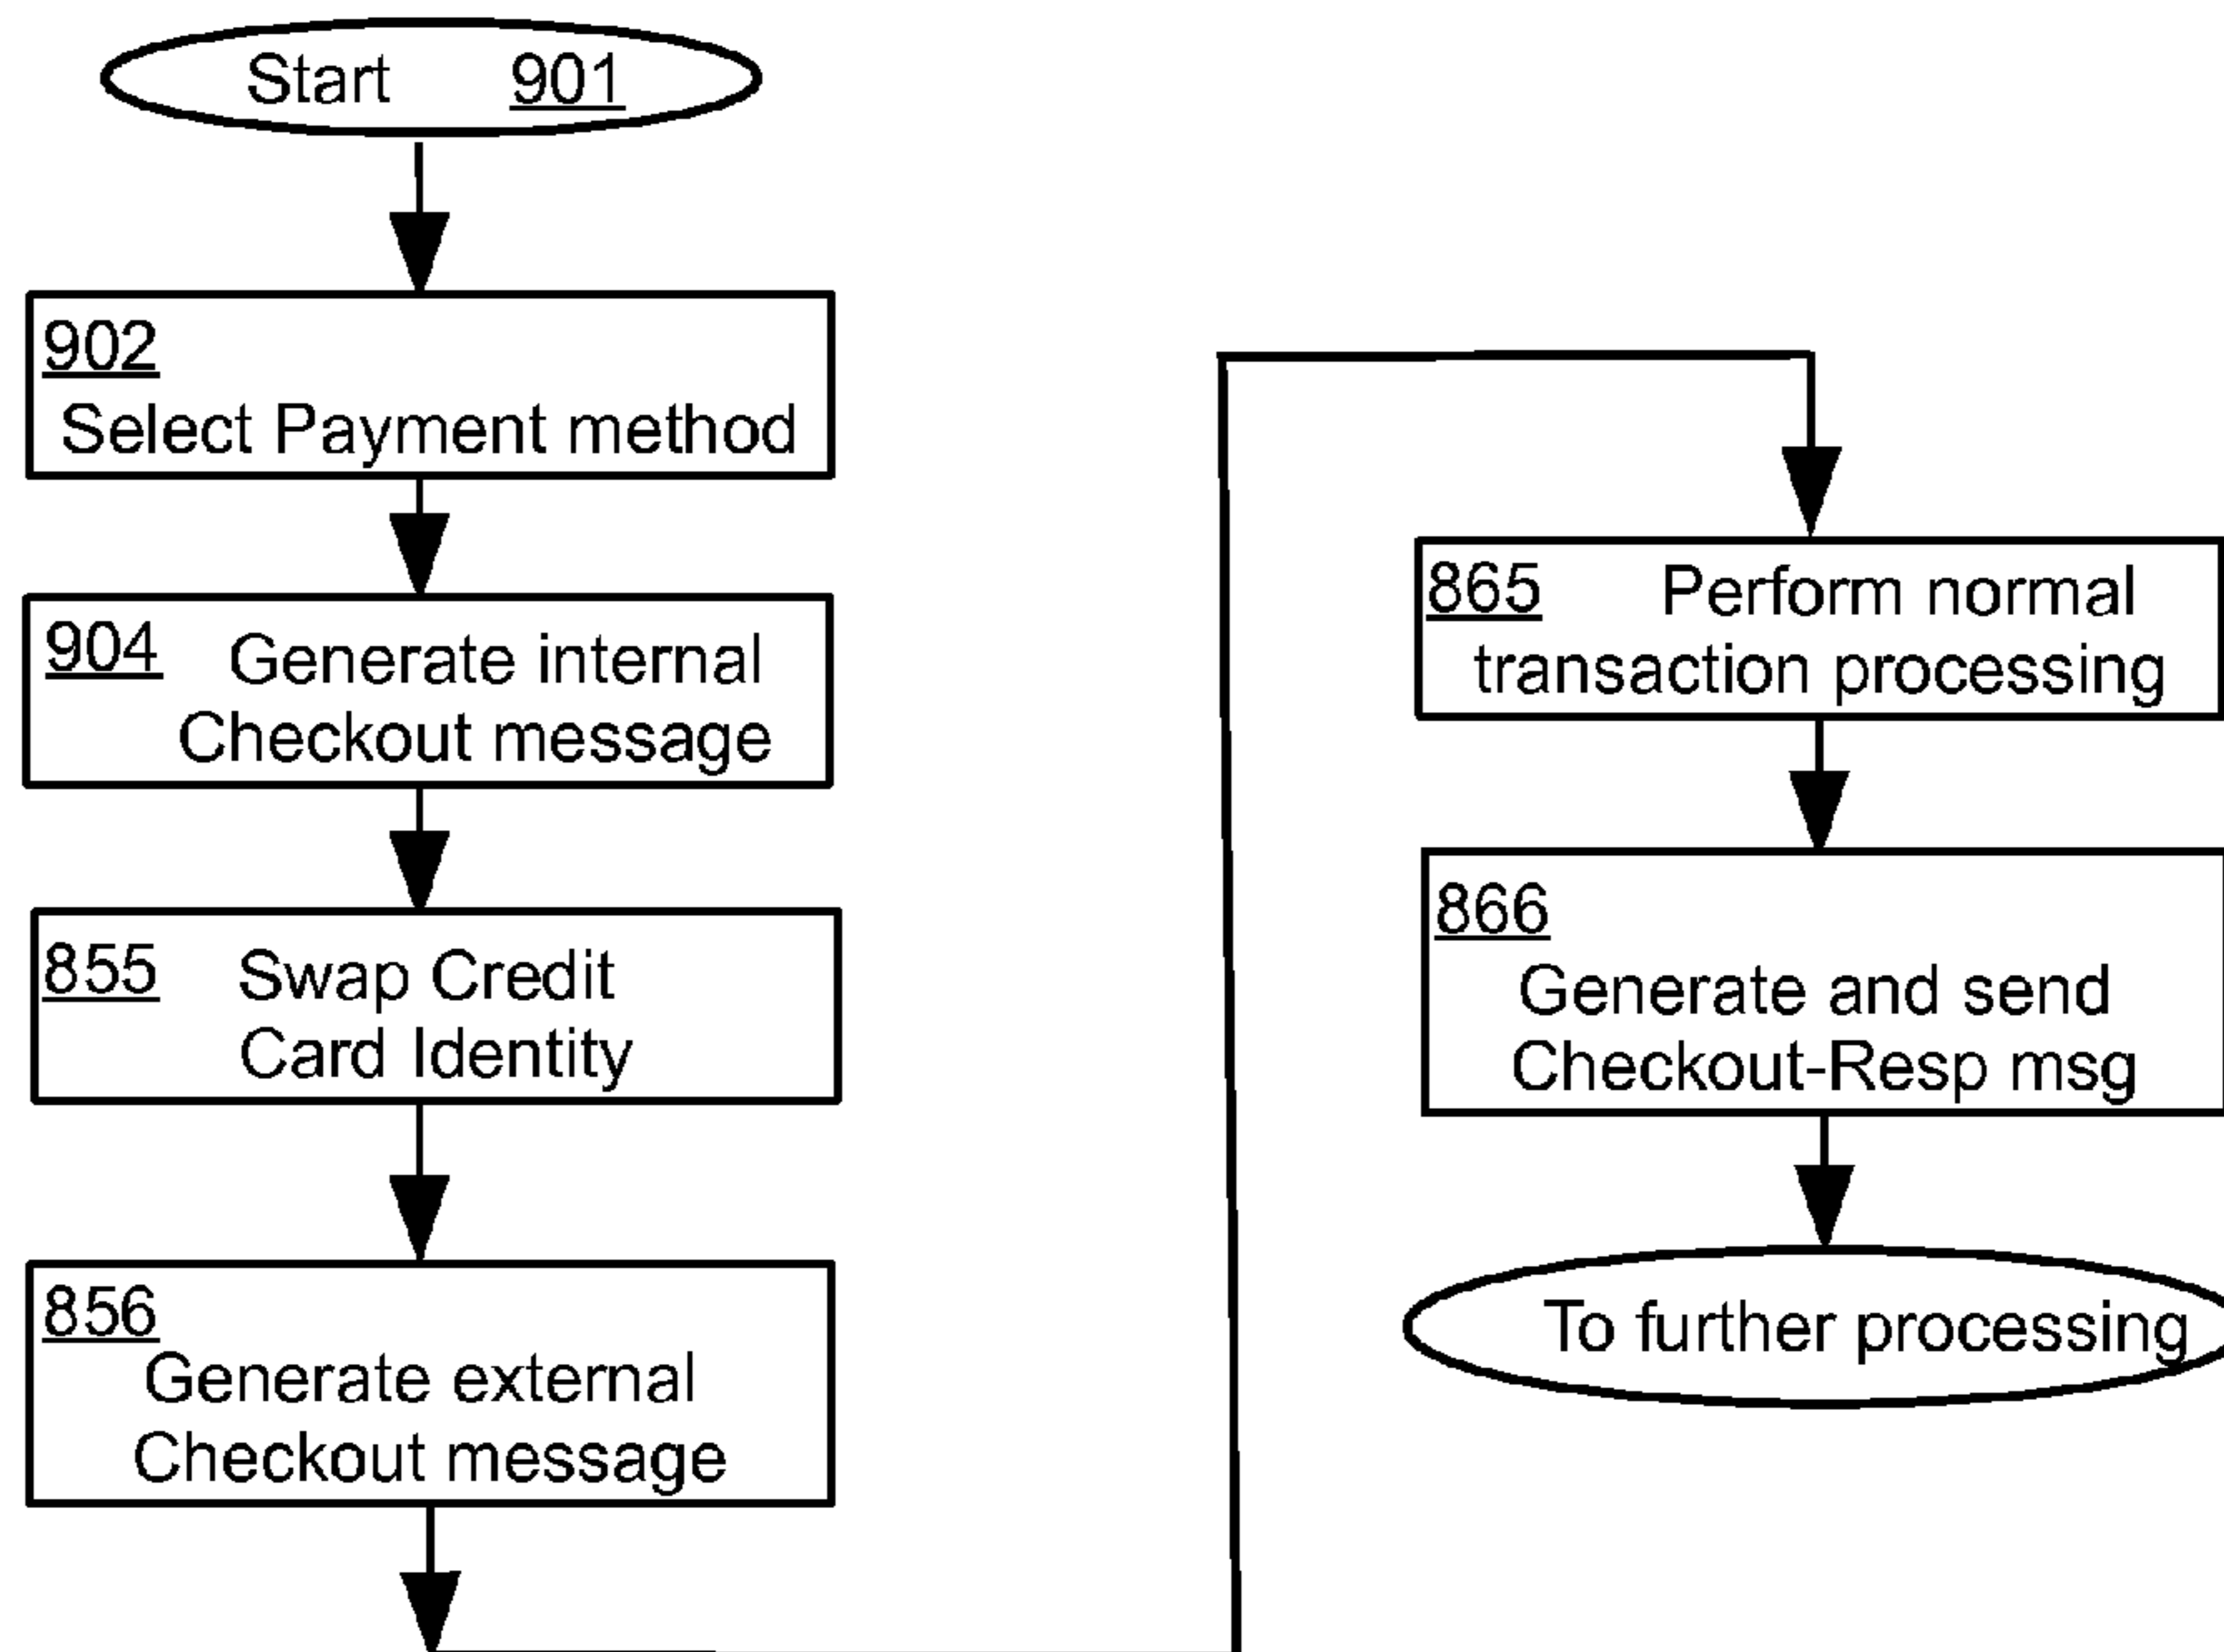 Start 901
902
Select Payment method
904 Generate internal
Checkout message
855 Swap Credit
Card Identity
856
Generate external
Checkout message
865 Perform normal
transaction processing
866
Generate and send
Checkout-Resp msg
To further processing